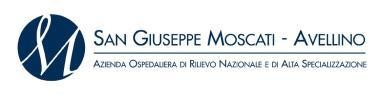 SAN GIUSEPPE MOSCATI - AVELLINO
AZIENDA OSPEDALIERA DI RILIEVO NAZIONALE E DI ALTA SPECIALIZZAZIONE